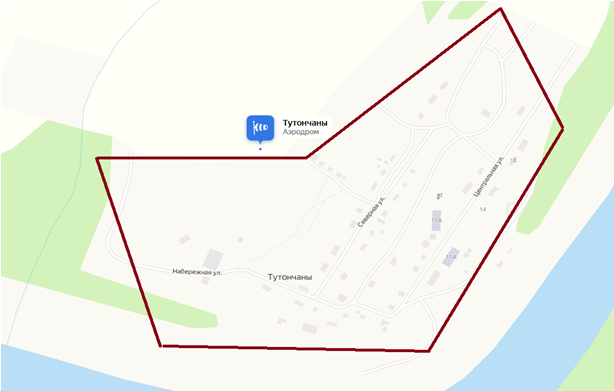 Тутончаны
Аэродром
Северная ул.
Центральная ул.
18
14
11А
11А
Набережная ул.
Тутончаны